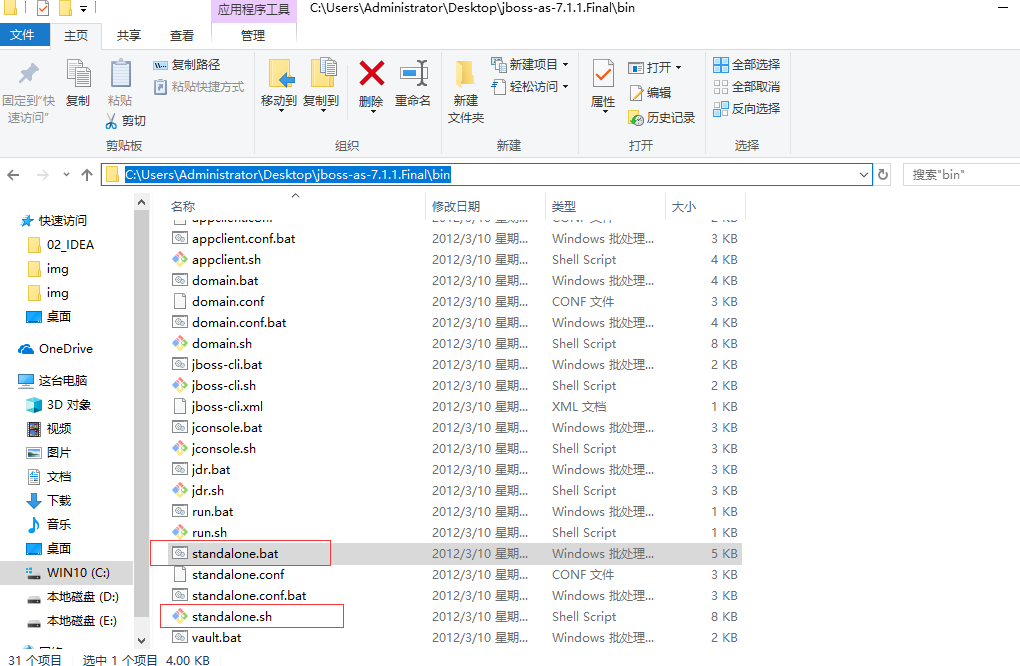 应用程序工具 C:\Users\Administrator\Desktop\jboss-as-7.1.1.Final\bin
文件 主页 共享 查看 管理
固定到"快速访问"
复制
粘贴
复制路径
粘贴快捷方式
剪切
剪贴板
移动到
复制到
删除
重命名
组织
新建文件夹
新建项目
轻松访问
新建
属性
打开
编辑
历史记录
打开
全部选择
全部取消
反向选择
选择
C:\Users\Administrator\Desktop\jboss-as-7.1.1.Final\bin 搜索"bin"
快速访问
02_IDEA
img
img
桌面
OneDrive
这台电脑
3D 对象
视频
图片
文档
下载
音乐
桌面
WIN10 (C:)
本地磁盘 (D:)
本地磁盘 (E:)
名称 修改日期 类型 大小
appclient.conf 2012/3/10 星期... CONF 文件 2 KB
appclient.conf.bat 2012/3/10 星期... Windows 批处理... 3 KB
appclient.sh 2012/3/10 星期... Shell Script 4 KB
domain.bat 2012/3/10 星期... Windows 批处理... 4 KB
domain.conf 2012/3/10 星期... CONF 文件 3 KB
domain.conf.bat 2012/3/10 星期... Windows 批处理... 4 KB
domain.sh 2012/3/10 星期... Shell Script 8 KB
jboss-cli.bat 2012/3/10 星期... Windows 批处理... 2 KB
jboss-cli.sh 2012/3/10 星期... Shell Script 2 KB
jboss-cli.xml 2012/3/10 星期... XML 文档 1 KB
jconsole.bat 2012/3/10 星期... Windows 批处理... 3 KB
jconsole.sh 2012/3/10 星期... Shell Script 3 KB
jdr.bat 2012/3/10 星期... Windows 批处理... 3 KB
jdr.sh 2012/3/10 星期... Shell Script 3 KB
run.bat 2012/3/10 星期... Windows 批处理... 1 KB
run.sh 2012/3/10 星期... Shell Script 1 KB
standalone.bat 2012/3/10 星期... Windows 批处理... 5 KB
standalone.conf 2012/3/10 星期... CONF 文件 3 KB
standalone.conf.bat 2012/3/10 星期... Windows 批处理... 3 KB
standalone.sh 2012/3/10 星期... Shell Script 8 KB
vault.bat 2012/3/10 星期... Windows 批处理... 2 KB
31 个项目 选中 1 个项目 4.00 KB